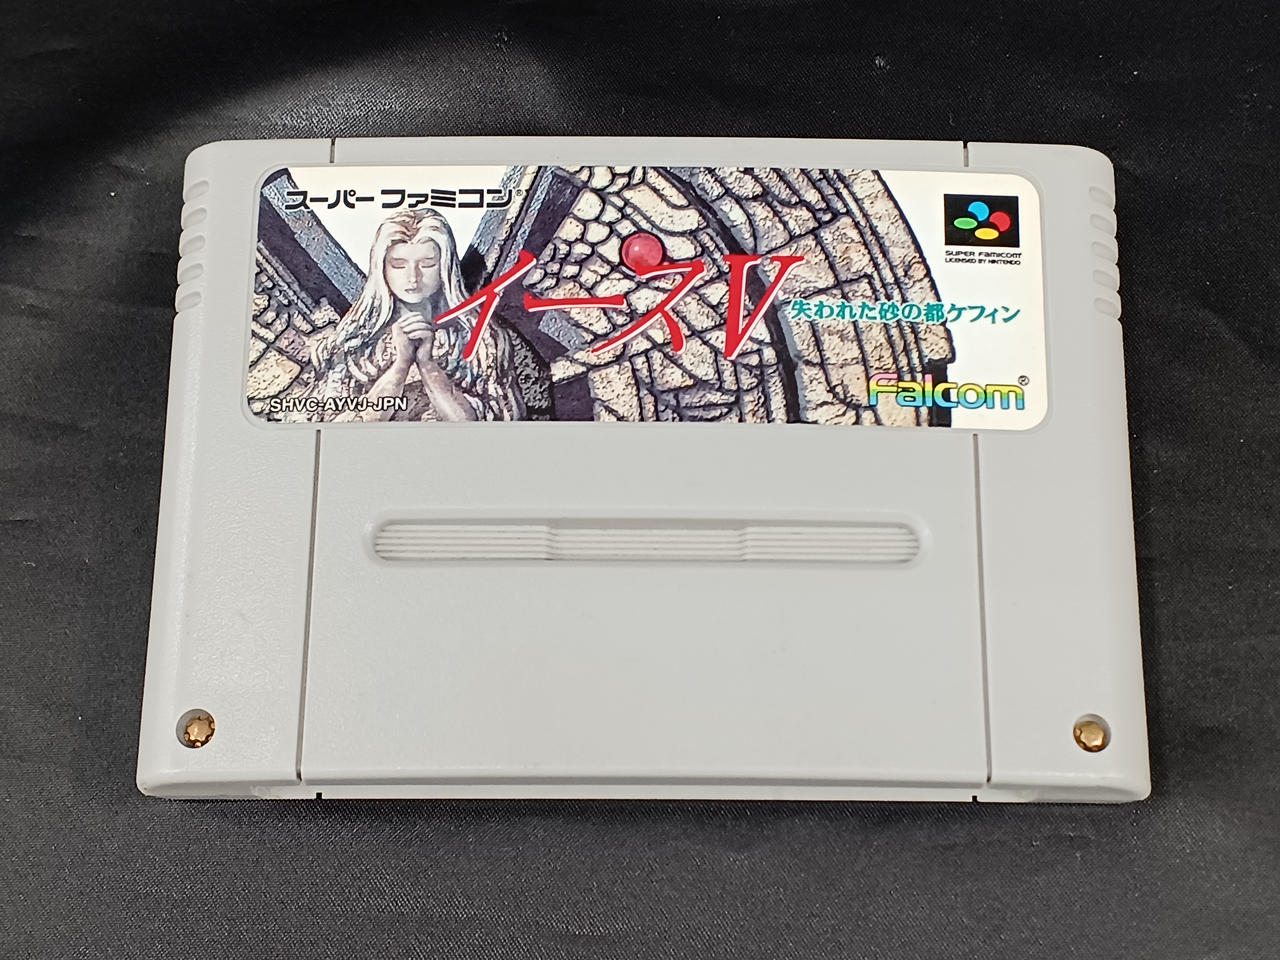 スーパーファミコン®
イースV
失われた砂の都ケフィン
SUPER FAMICOM
LICENSED BY NINTENDO
Falcom®
SHVC-AYVJ-JPN